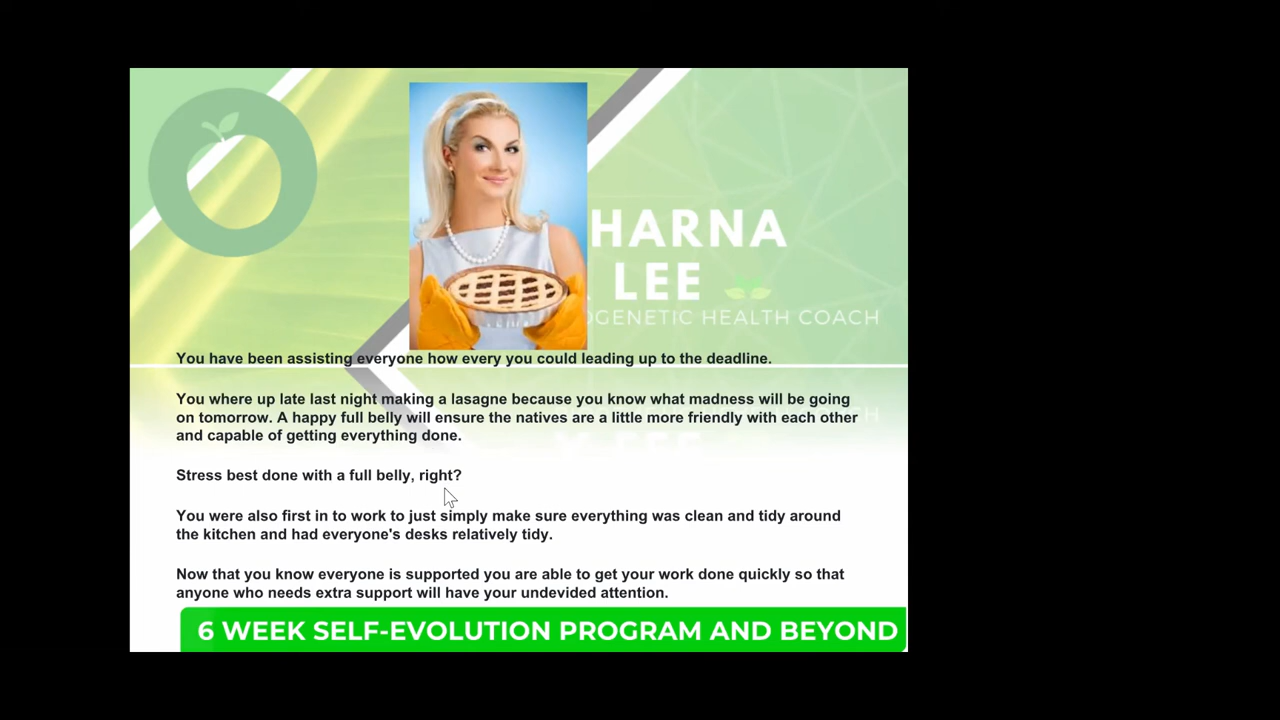 HARNA
LEE
OGENETIC HEALTH COACH
You have been assisting everyone how every you could leading up to the deadline.
You where up late last night making a lasagne because you know what madness will be going
on tomorrow. A happy full belly will ensure the natives are a little more friendly with each other
and capable of getting everything done.
Stress best done with a full belly, right?
You were also first in to work to just simply make sure everything was clean and tidy around
the kitchen and had everyone's desks relatively tidy.
Now that you know everyone is supported you are able to get your work done quickly so that
anyone who needs extra support will have your undevided attention.
6 WEEK SELF-EVOLUTION PROGRAM AND BEYOND